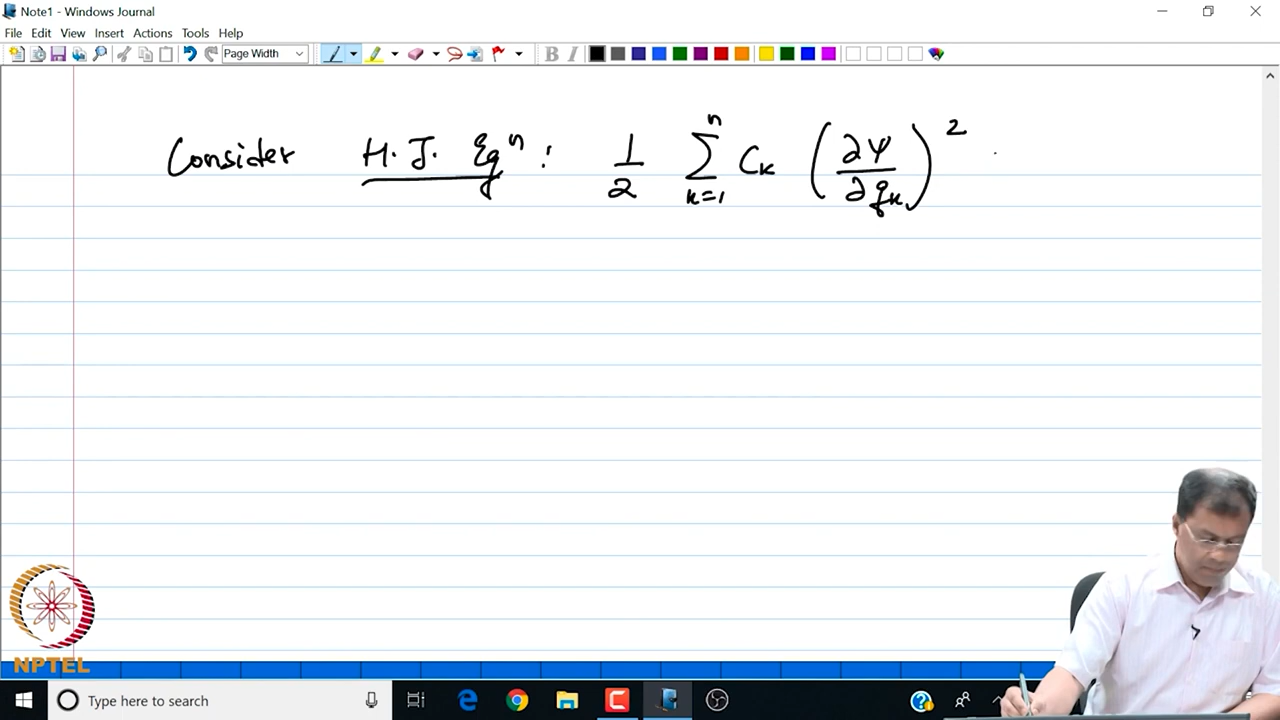 Note1 - Windows Journal
File Edit View Insert Actions Tools Help
Page Width
B I
Consider H. J. Eqⁿ : 1/2 ∑_{k=1}^{n} C_k (∂ψ/∂q_k)^2
NPTEL
Type here to search